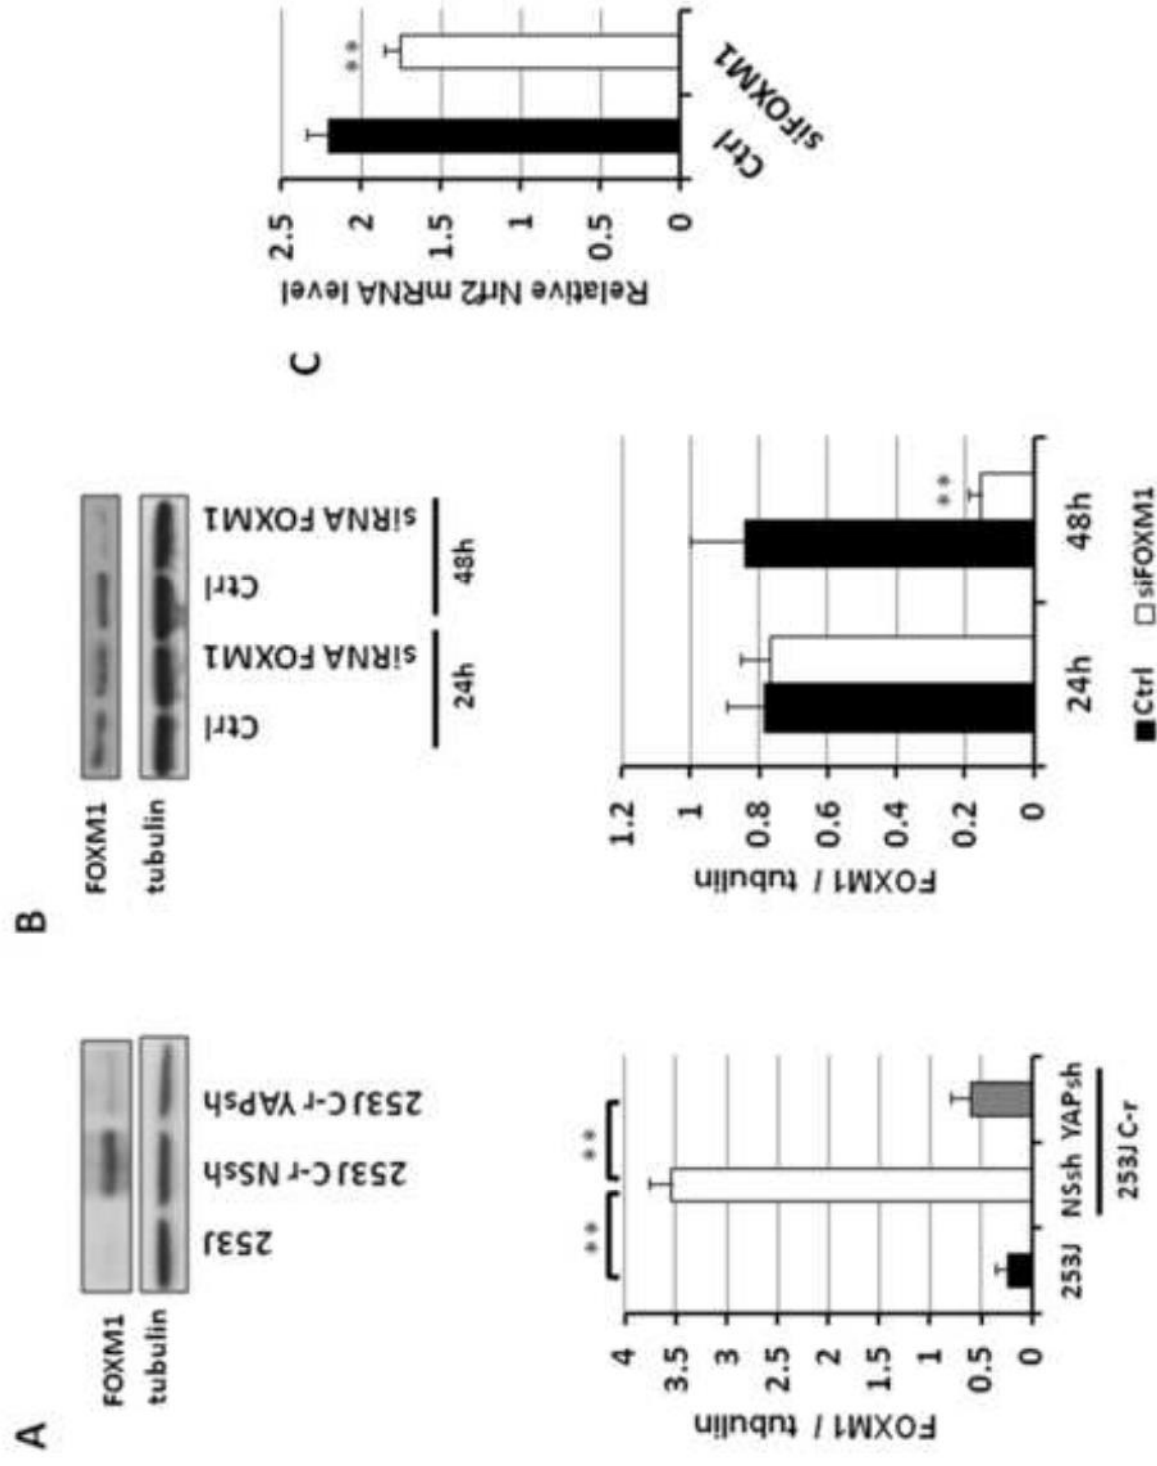 A
FOXM1
tubulin
253J
253J C-r NSsh
253J C-r YAPsh
FOXM1 / tubulin
4
3.5
3
2.5
2
1.5
1
0.5
0
**
**
253J NSsh YAPsh
253J C-r
B
FOXM1
tubulin
Ctrl
siRNA FOXM1
Ctrl
siRNA FOXM1
24h 48h
FOXM1 / tubulin
1.2
1
0.8
0.6
0.4
0.2
0
**
24h 48h
Ctrl siFOXM1
C
Relative Nrf2 mRNA level
2.5
2
1.5
1
0.5
0
**
Ctrl
siFOXM1